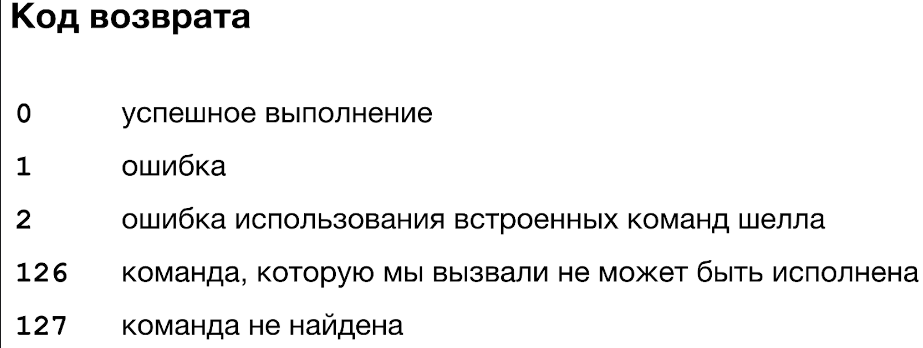 Код возврата
0 успешное выполнение
1 ошибка
2 ошибка использования встроенных команд шелла
126 команда, которую мы вызвали не может быть исполнена
127 команда не найдена